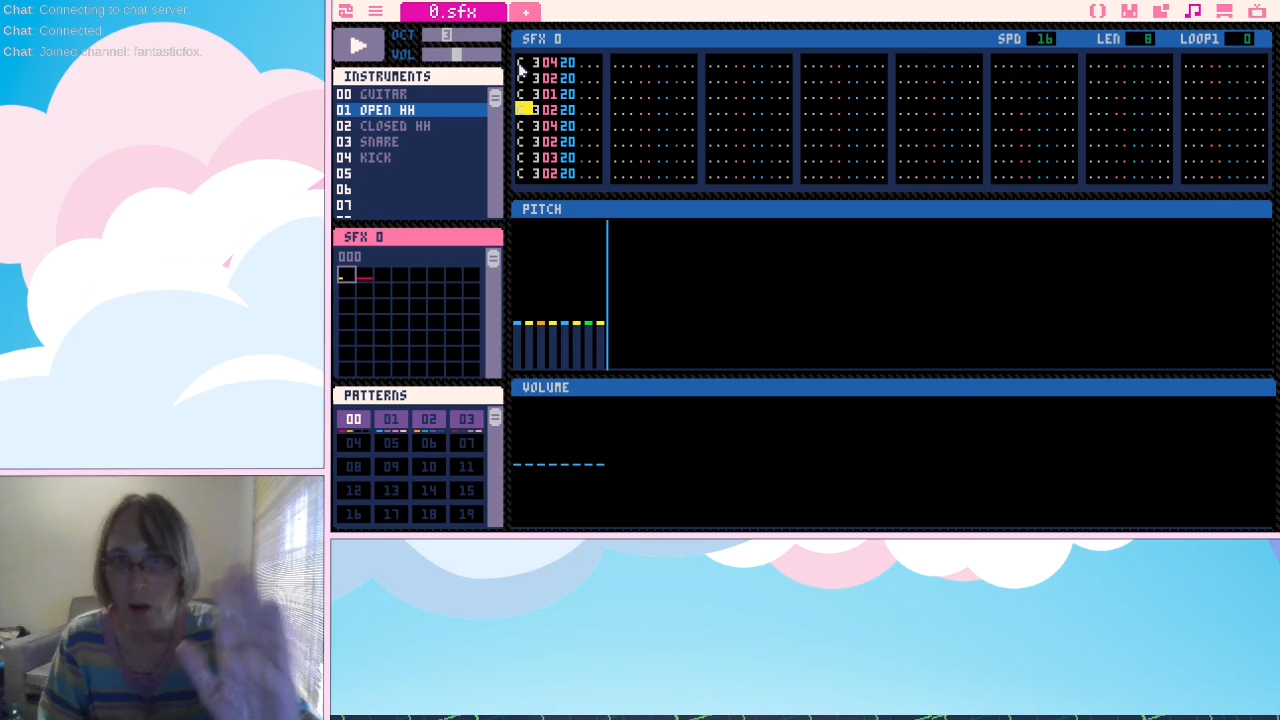 Chat: Connecting to chat server.
Chat: Connected.
Chat: Joined channel: fantasticfox.
0.sfx
+
OCT 3
VOL
INSTRUMENTS
00 GUITAR
01 OPEN HH
02 CLOSED HH
03 SNARE
04 KICK
05
06
07
SFX 0
000
PATTERNS
00 01 02 03
04 05 06 07
08 09 10 11
12 13 14 15
16 17 18 19
SFX 0 SPD 16 LEN 8 LOOP1 0
C 3 04 20
C 3 02 20
C 3 01 20
C 3 02 20
C 3 04 20
C 3 02 20
C 3 03 20
C 3 02 20
PITCH
VOLUME